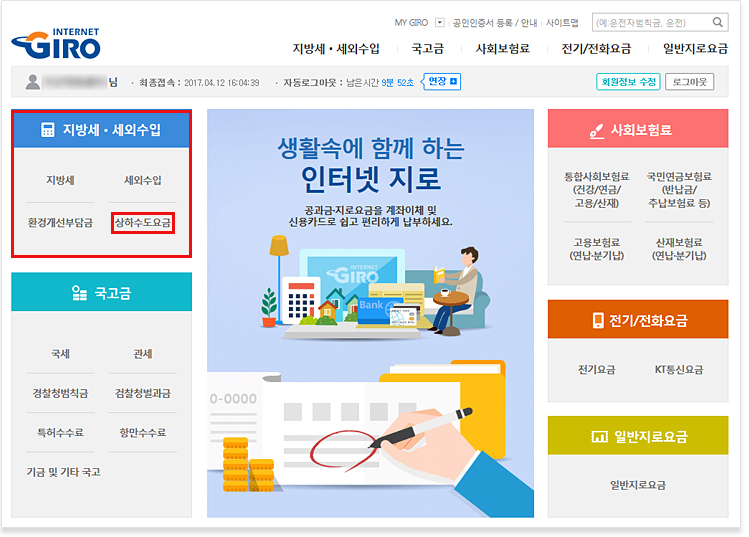 MY GIRO
공인인증서 등록 / 안내
사이트맵
(예:운전자범칙금, 운전)
INTERNET
GIRO
지방세 • 세외수입
국고금
사회보험료
전기/전화요금
일반지로요금
님
· 최종접속 : 2017.04.12 16:04:39
· 자동로그아웃 : 남은시간 9분 52초
연장
회원정보 수정
로그아웃
지방세 • 세외수입
지방세
세외수입
환경개선부담금
상하수도요금
국고금
국세
관세
경찰청범칙금
검찰청벌과금
특허수수료
항만수수료
기금 및 기타 국고
생활속에 함께 하는
인터넷 지로
공과금·지로요금을 계좌이체 및
신용카드로 쉽고 편리하게 납부하세요.
INTERNET
GIRO
Bank
0-0000
사회보험료
통합사회보험료
(건강/연금/
고용/산재)
국민연금보험료
(반납금/
추납보험료 등)
고용보험료
(연납·분기납)
산재보험료
(연납·분기납)
전기/전화요금
전기요금
KT통신요금
일반지로요금
일반지로요금